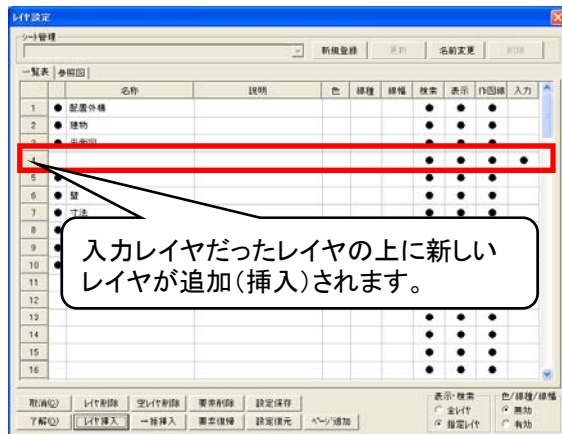 レイヤ設定
シート管理
新規登録 更新 名前変更 削除
一覧表 参照図
名称 説明 色 線種 線幅 検索 表示 作図線 入力
1 ● 配置外構 ● ● ●
2 ● 建物 ● ● ●
3 ● 平面図 ● ● ●
4 ● ● ● ●
5 ● ● ● ●
6 ● 壁 ● ● ●
7 ● 寸法 ● ● ●
8 ●
9 ●
10 ●
11
12
入力レイヤだったレイヤの上に新しい
レイヤが追加（挿入）されます。
13 ● ● ●
14 ● ● ●
15 ● ● ●
16 ● ● ●
取消(C) レイヤ削除 空レイヤ削除 要素削除 設定保存
了解(O) レイヤ挿入 一括挿入 要素復帰 設定復元 ページ追加
表示・検索
全レイヤ
指定レイヤ
色/線種/線幅
無効
有効